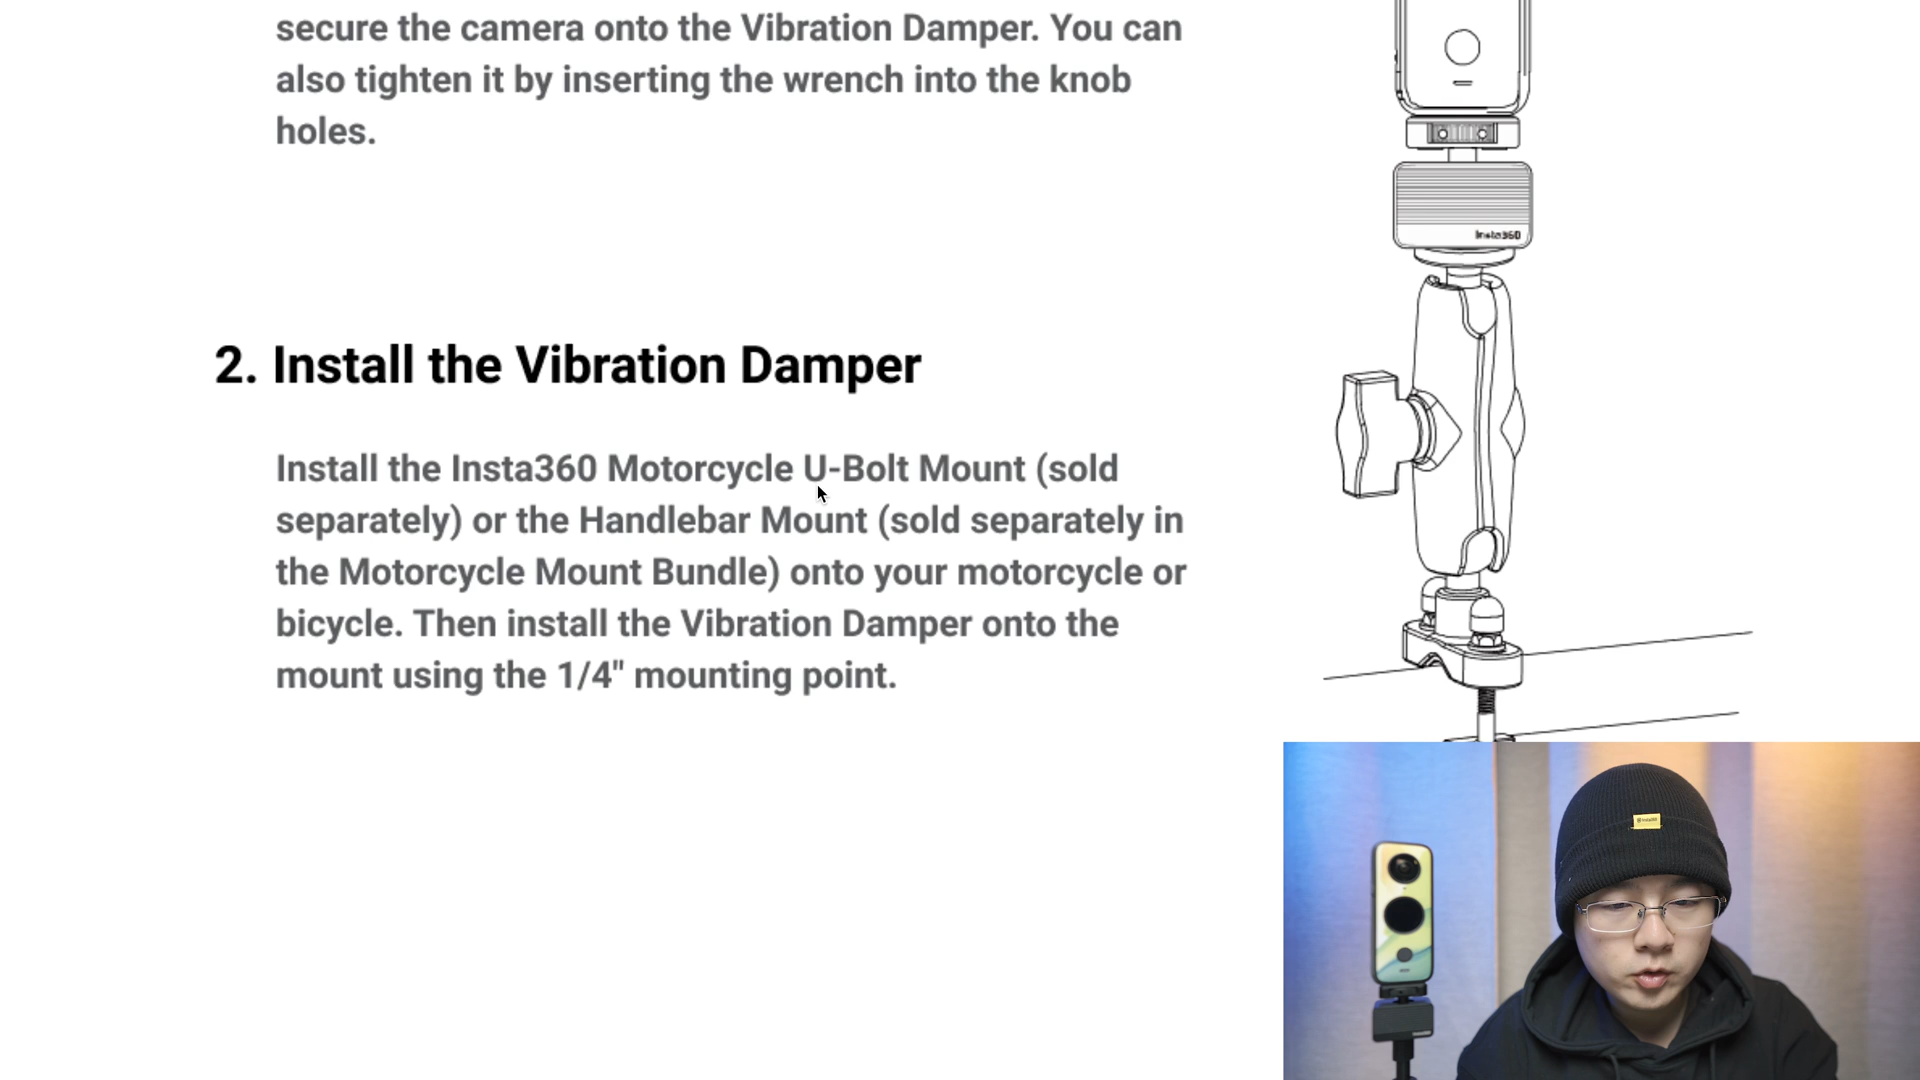 secure the camera onto the Vibration Damper. You can
also tighten it by inserting the wrench into the knob
holes.
Insta360
2. Install the Vibration Damper
Install the Insta360 Motorcycle U-Bolt Mount (sold
separately) or the Handlebar Mount (sold separately in
the Motorcycle Mount Bundle) onto your motorcycle or
bicycle. Then install the Vibration Damper onto the
mount using the 1/4" mounting point.
Insta360